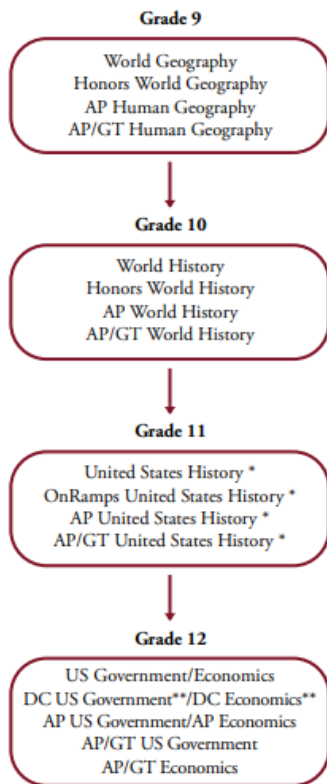 Grade 9
World Geography
Honors World Geography
AP Human Geography
AP/GT Human Geography
Grade 10
World History
Honors World History
AP World History
AP/GT World History
Grade 11
United States History *
OnRamps United States History *
AP United States History *
AP/GT United States History *
Grade 12
US Government/Economics
DC US Government**/DC Economics**
AP US Government/AP Economics
AP/GT US Government
AP/GT Economics